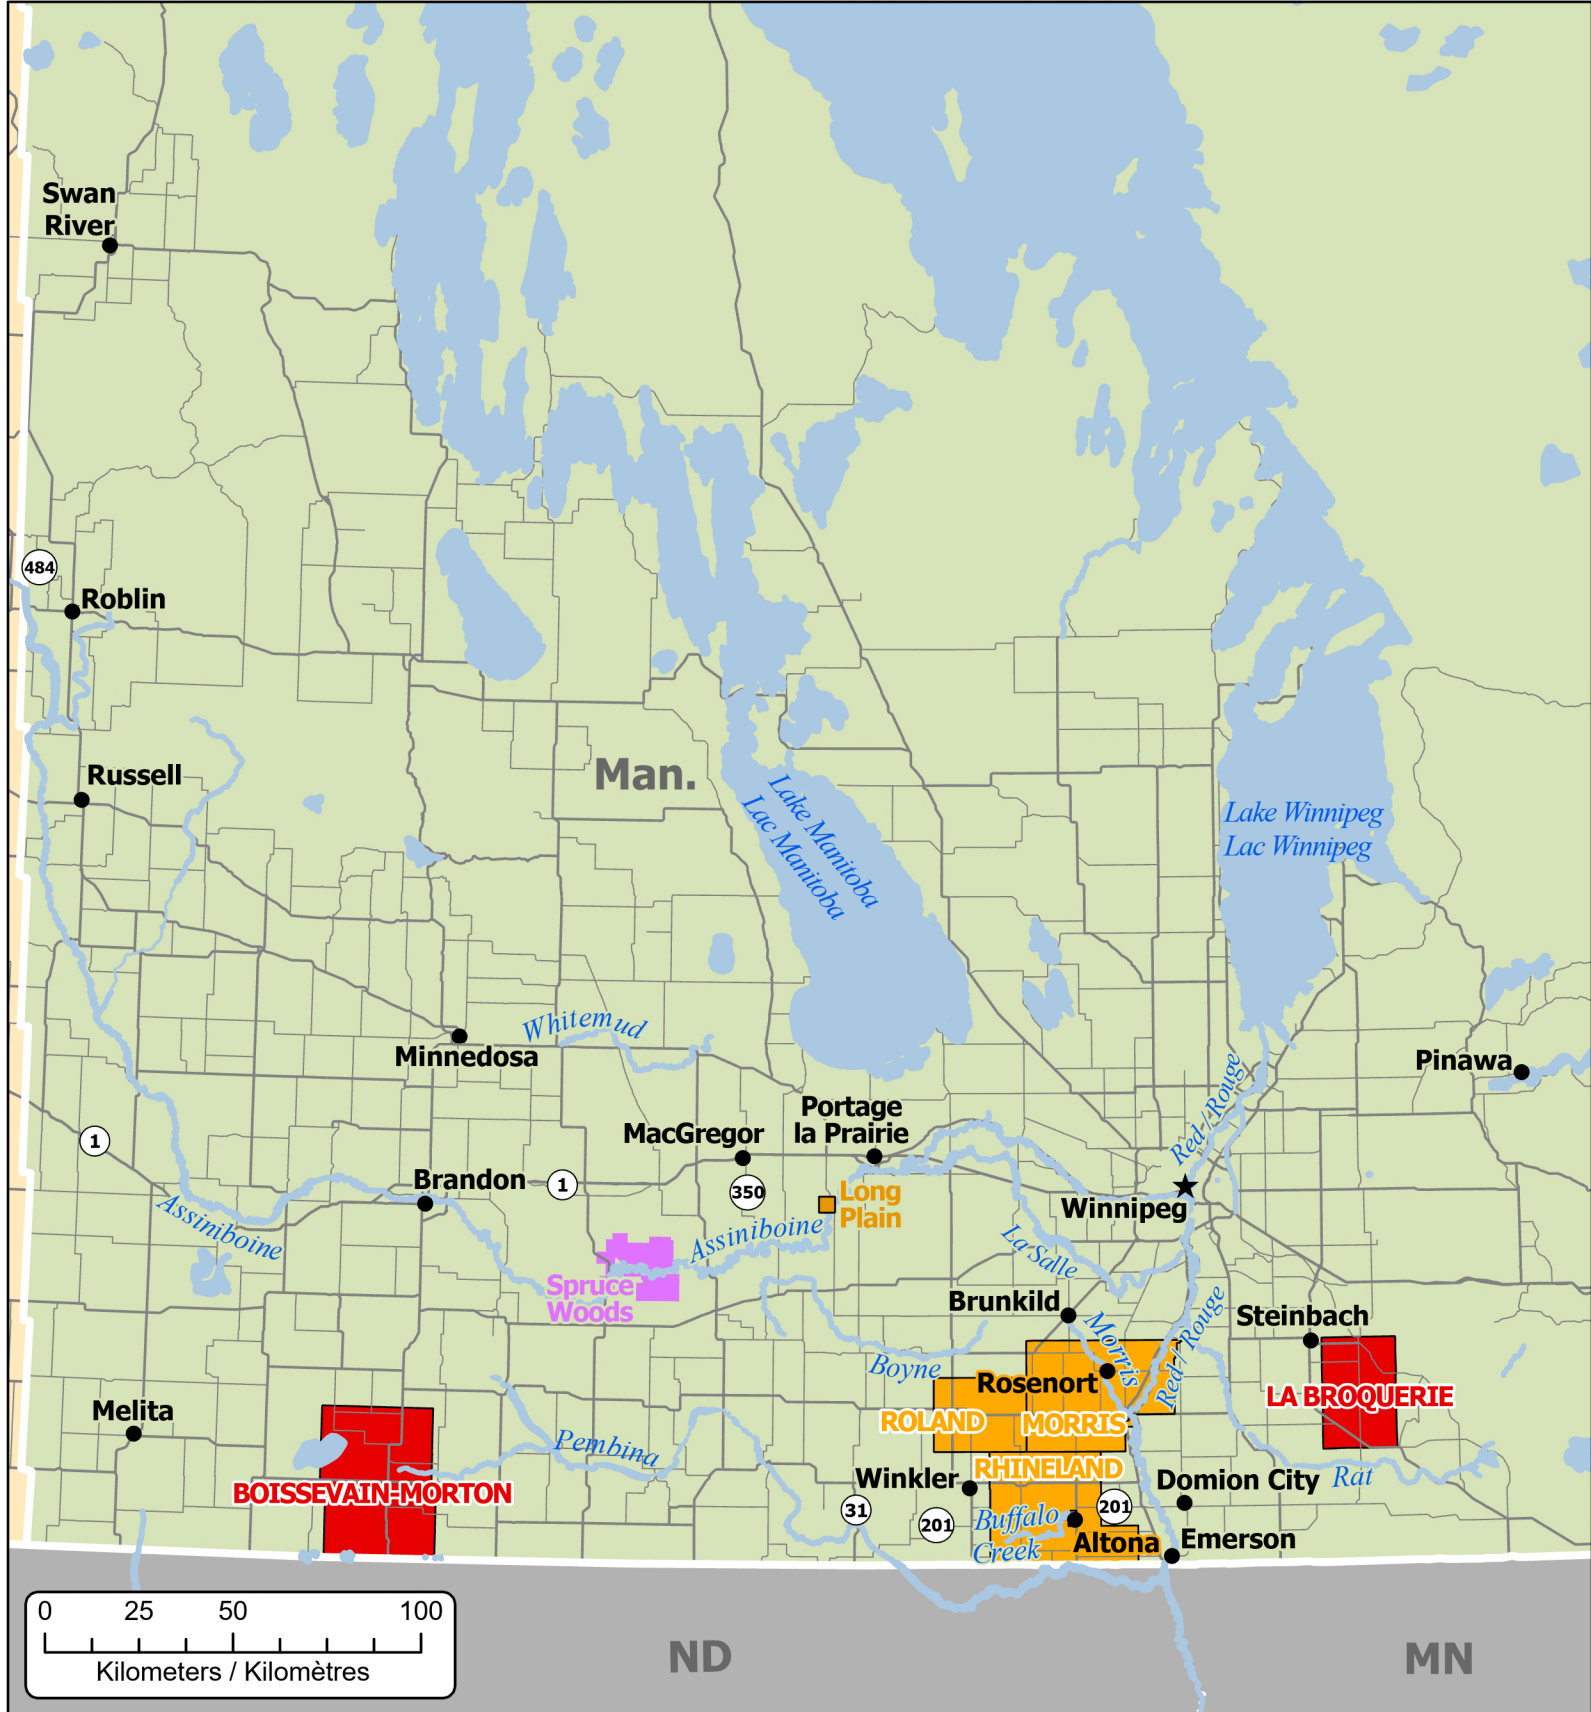 Swan
River
484
Roblin
Russell
Man.
Lake Manitoba
Lac Manitoba
Lake Winnipeg
Lac Winnipeg
Whitemud
Minnedosa
Pinawa
Red / Rouge
Portage
la Prairie
MacGregor
1
Brandon
1
350
Long
Plain
Winnipeg
Assiniboine
Assiniboine
La Salle
Spruce
Woods
Brunkild
Morris
Red / Rouge
Steinbach
Boyne
Rosenort
LA BROQUERIE
Melita
ROLAND
MORRIS
Pembina
RHINELAND
Winkler
Domion City
Rat
BOISSEVAIN-MORTON
31
201
Buffalo
Creek
201
Altona
Emerson
0 25 50 100
Kilometers / Kilomètres
ND
MN